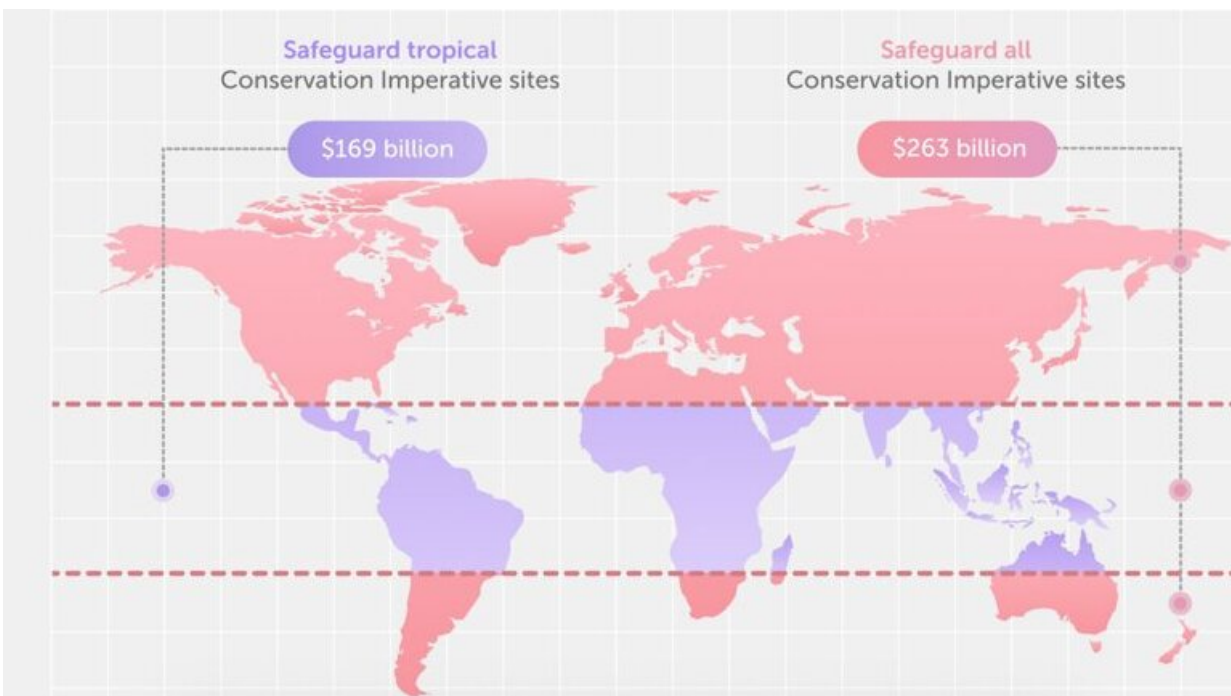 Safeguard tropical
Conservation Imperative sites
$169 billion
Safeguard all
Conservation Imperative sites
$263 billion